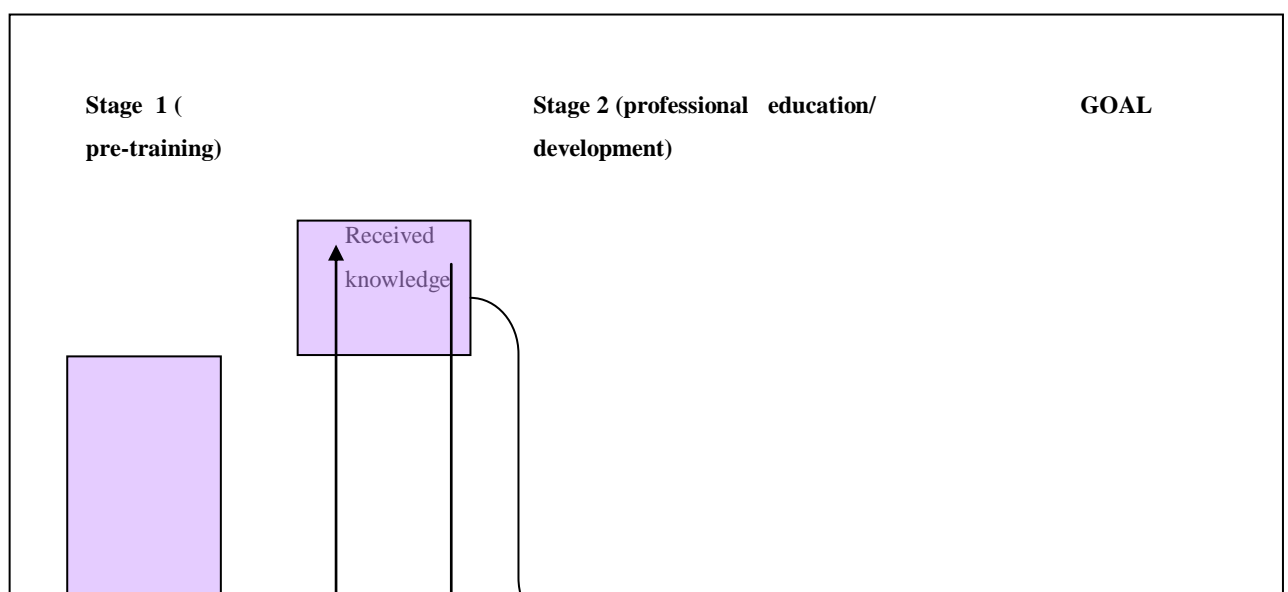 Stage 1 (
pre-training)
Stage 2 (professional education/
development)
GOAL
Received
knowledge